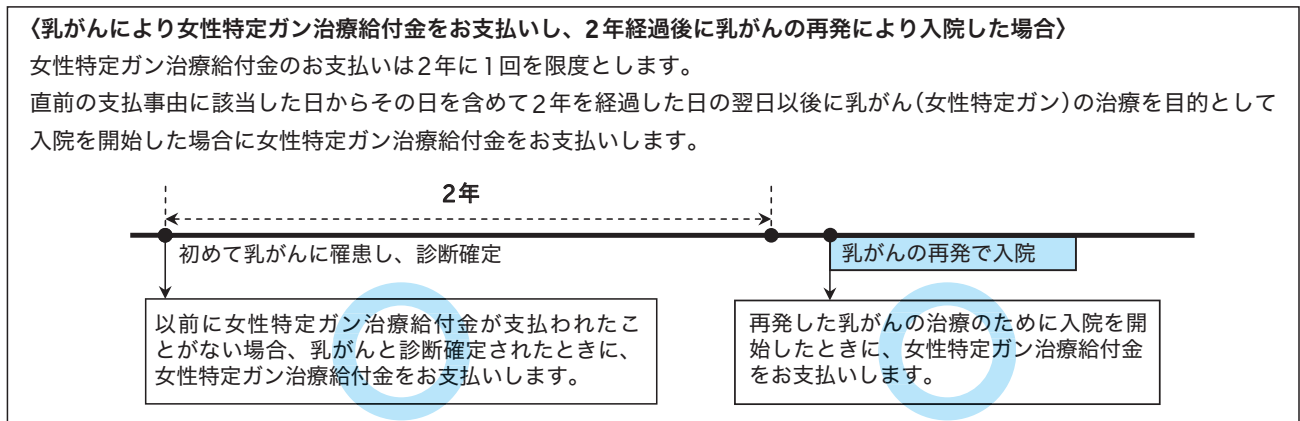 〈乳がんにより女性特定ガン治療給付金をお支払いし、2年経過後に乳がんの再発により入院した場合〉
女性特定ガン治療給付金のお支払いは2年に1回を限度とします。
直前の支払事由に該当した日からその日を含めて2年を経過した日の翌日以後に乳がん(女性特定ガン)の治療を目的として
入院を開始した場合に女性特定ガン治療給付金をお支払いします。
2年
初めて乳がんに罹患し、診断確定
乳がんの再発で入院
以前に女性特定ガン治療給付金が支払われたこ
とがない場合、乳がんと診断確定されたときに、
女性特定ガン治療給付金をお支払いします。
再発した乳がんの治療のために入院を開
始したときに、女性特定ガン治療給付金
をお支払いします。